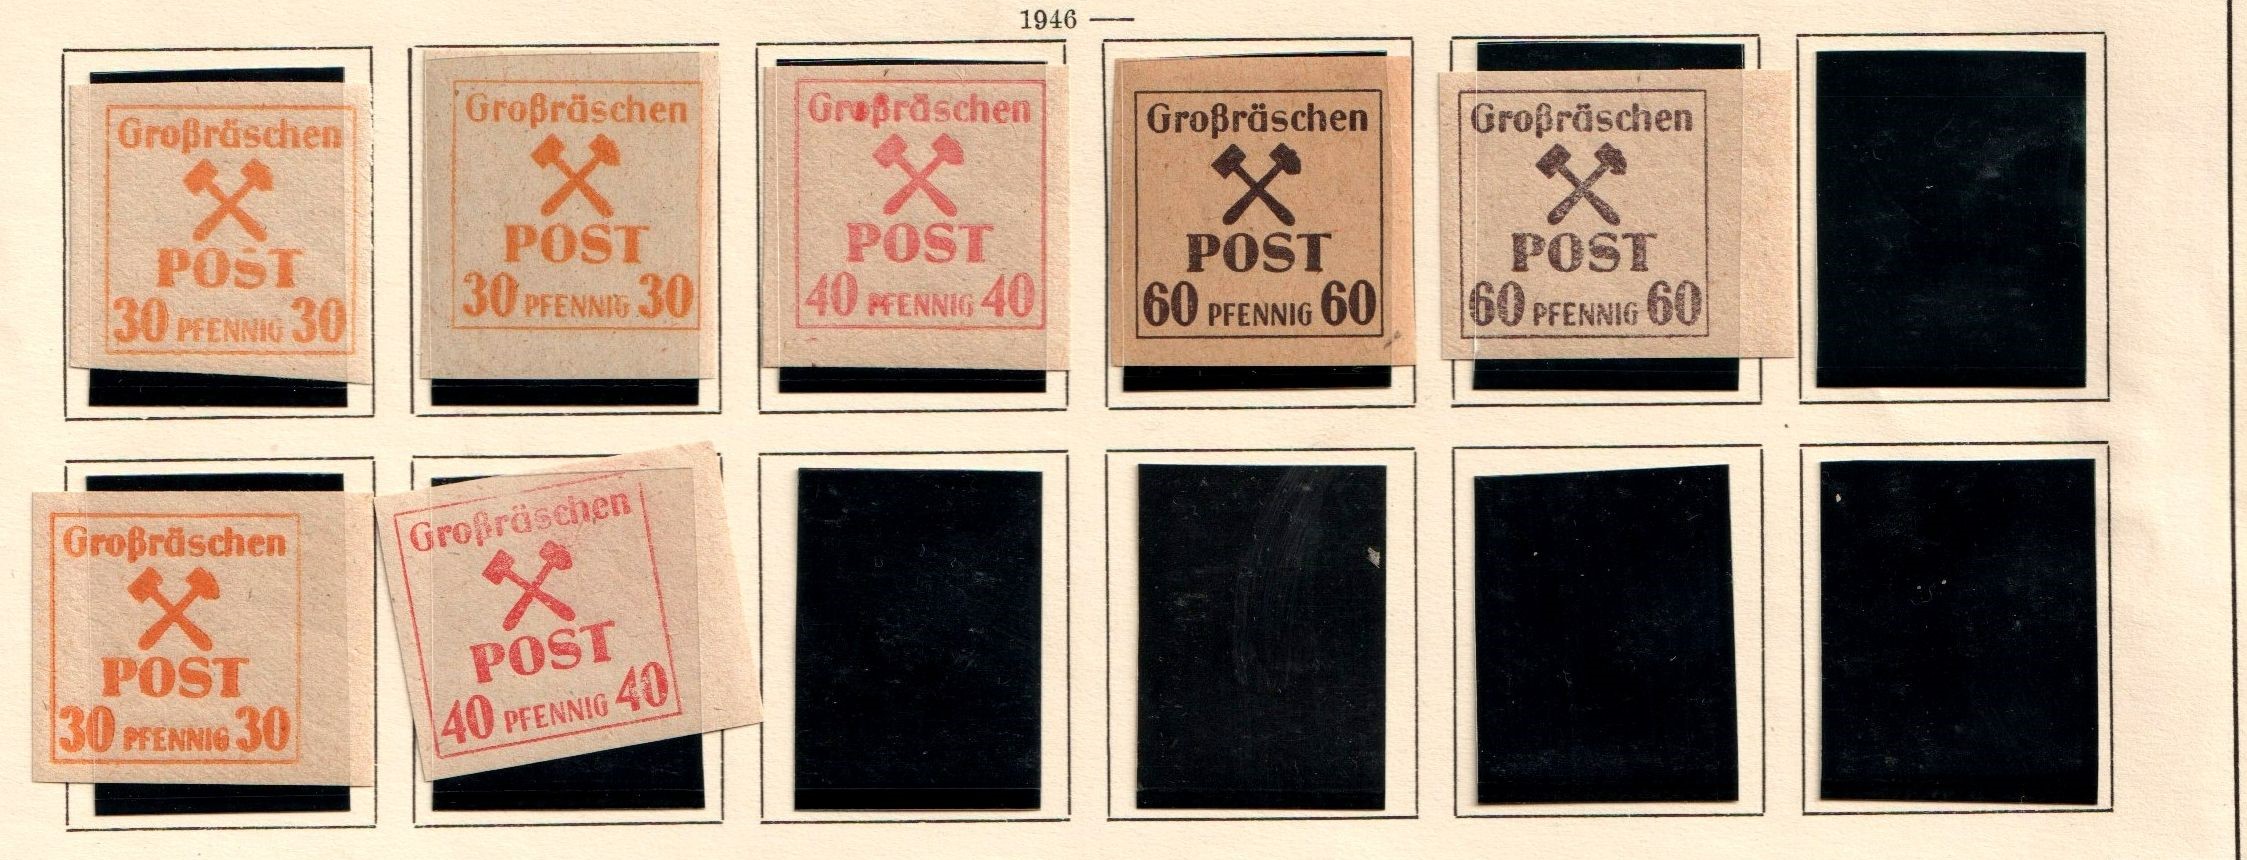 1946 —
Großräschen
POST
30 PFENNIG 30
Großräschen
POST
30 PFENNIG 30
Großräschen
POST
40 PFENNIG 40
Großräschen
POST
60 PFENNIG 60
Großräschen
POST
60 PFENNIG 60
Großräschen
POST
30 PFENNIG 30
Großräschen
POST
40 PFENNIG 40